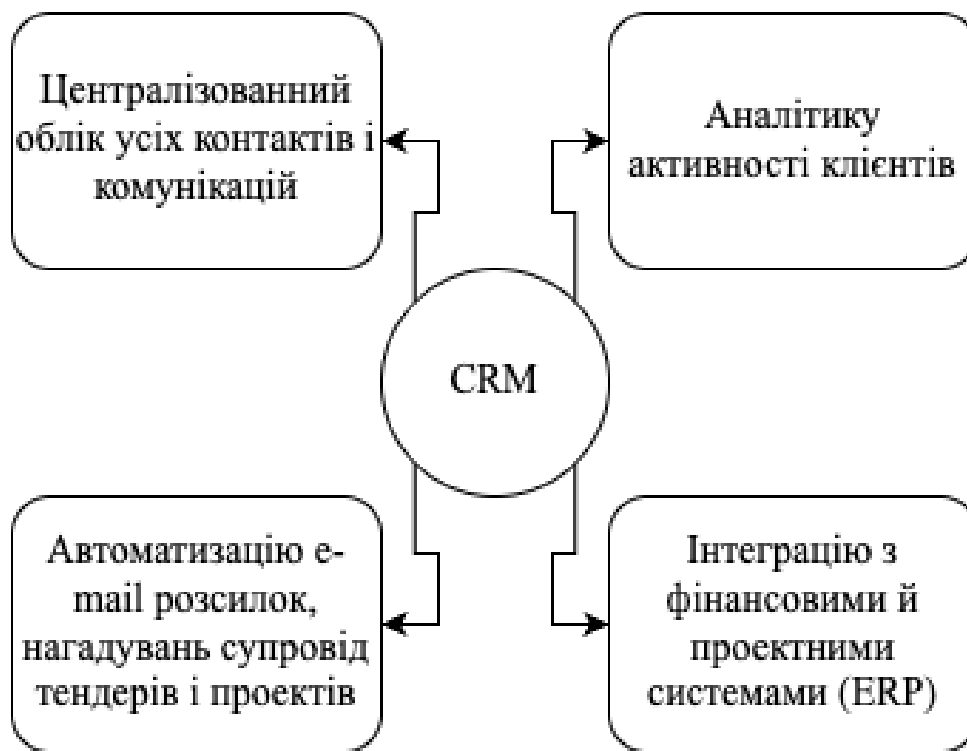 Централізованний
облік усіх контактів і
комунікацій
Аналітику
активності клієнтів
CRM
Автоматизацію e-
mail розсилок,
нагадувань супровід
тендерів і проектів
Інтеграцію з
фінансовими й
проектними
системами (ERP)